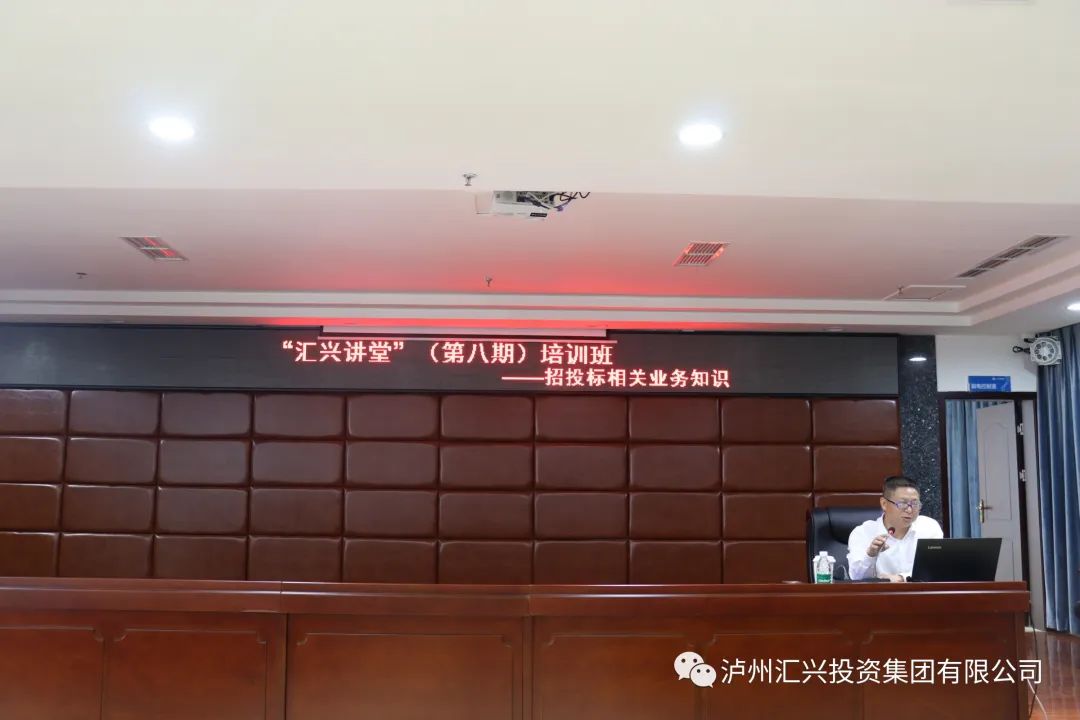 “汇兴讲堂”（第八期）培训班
——招投标相关业务知识
Lenovo
泸州汇兴投资集团有限公司